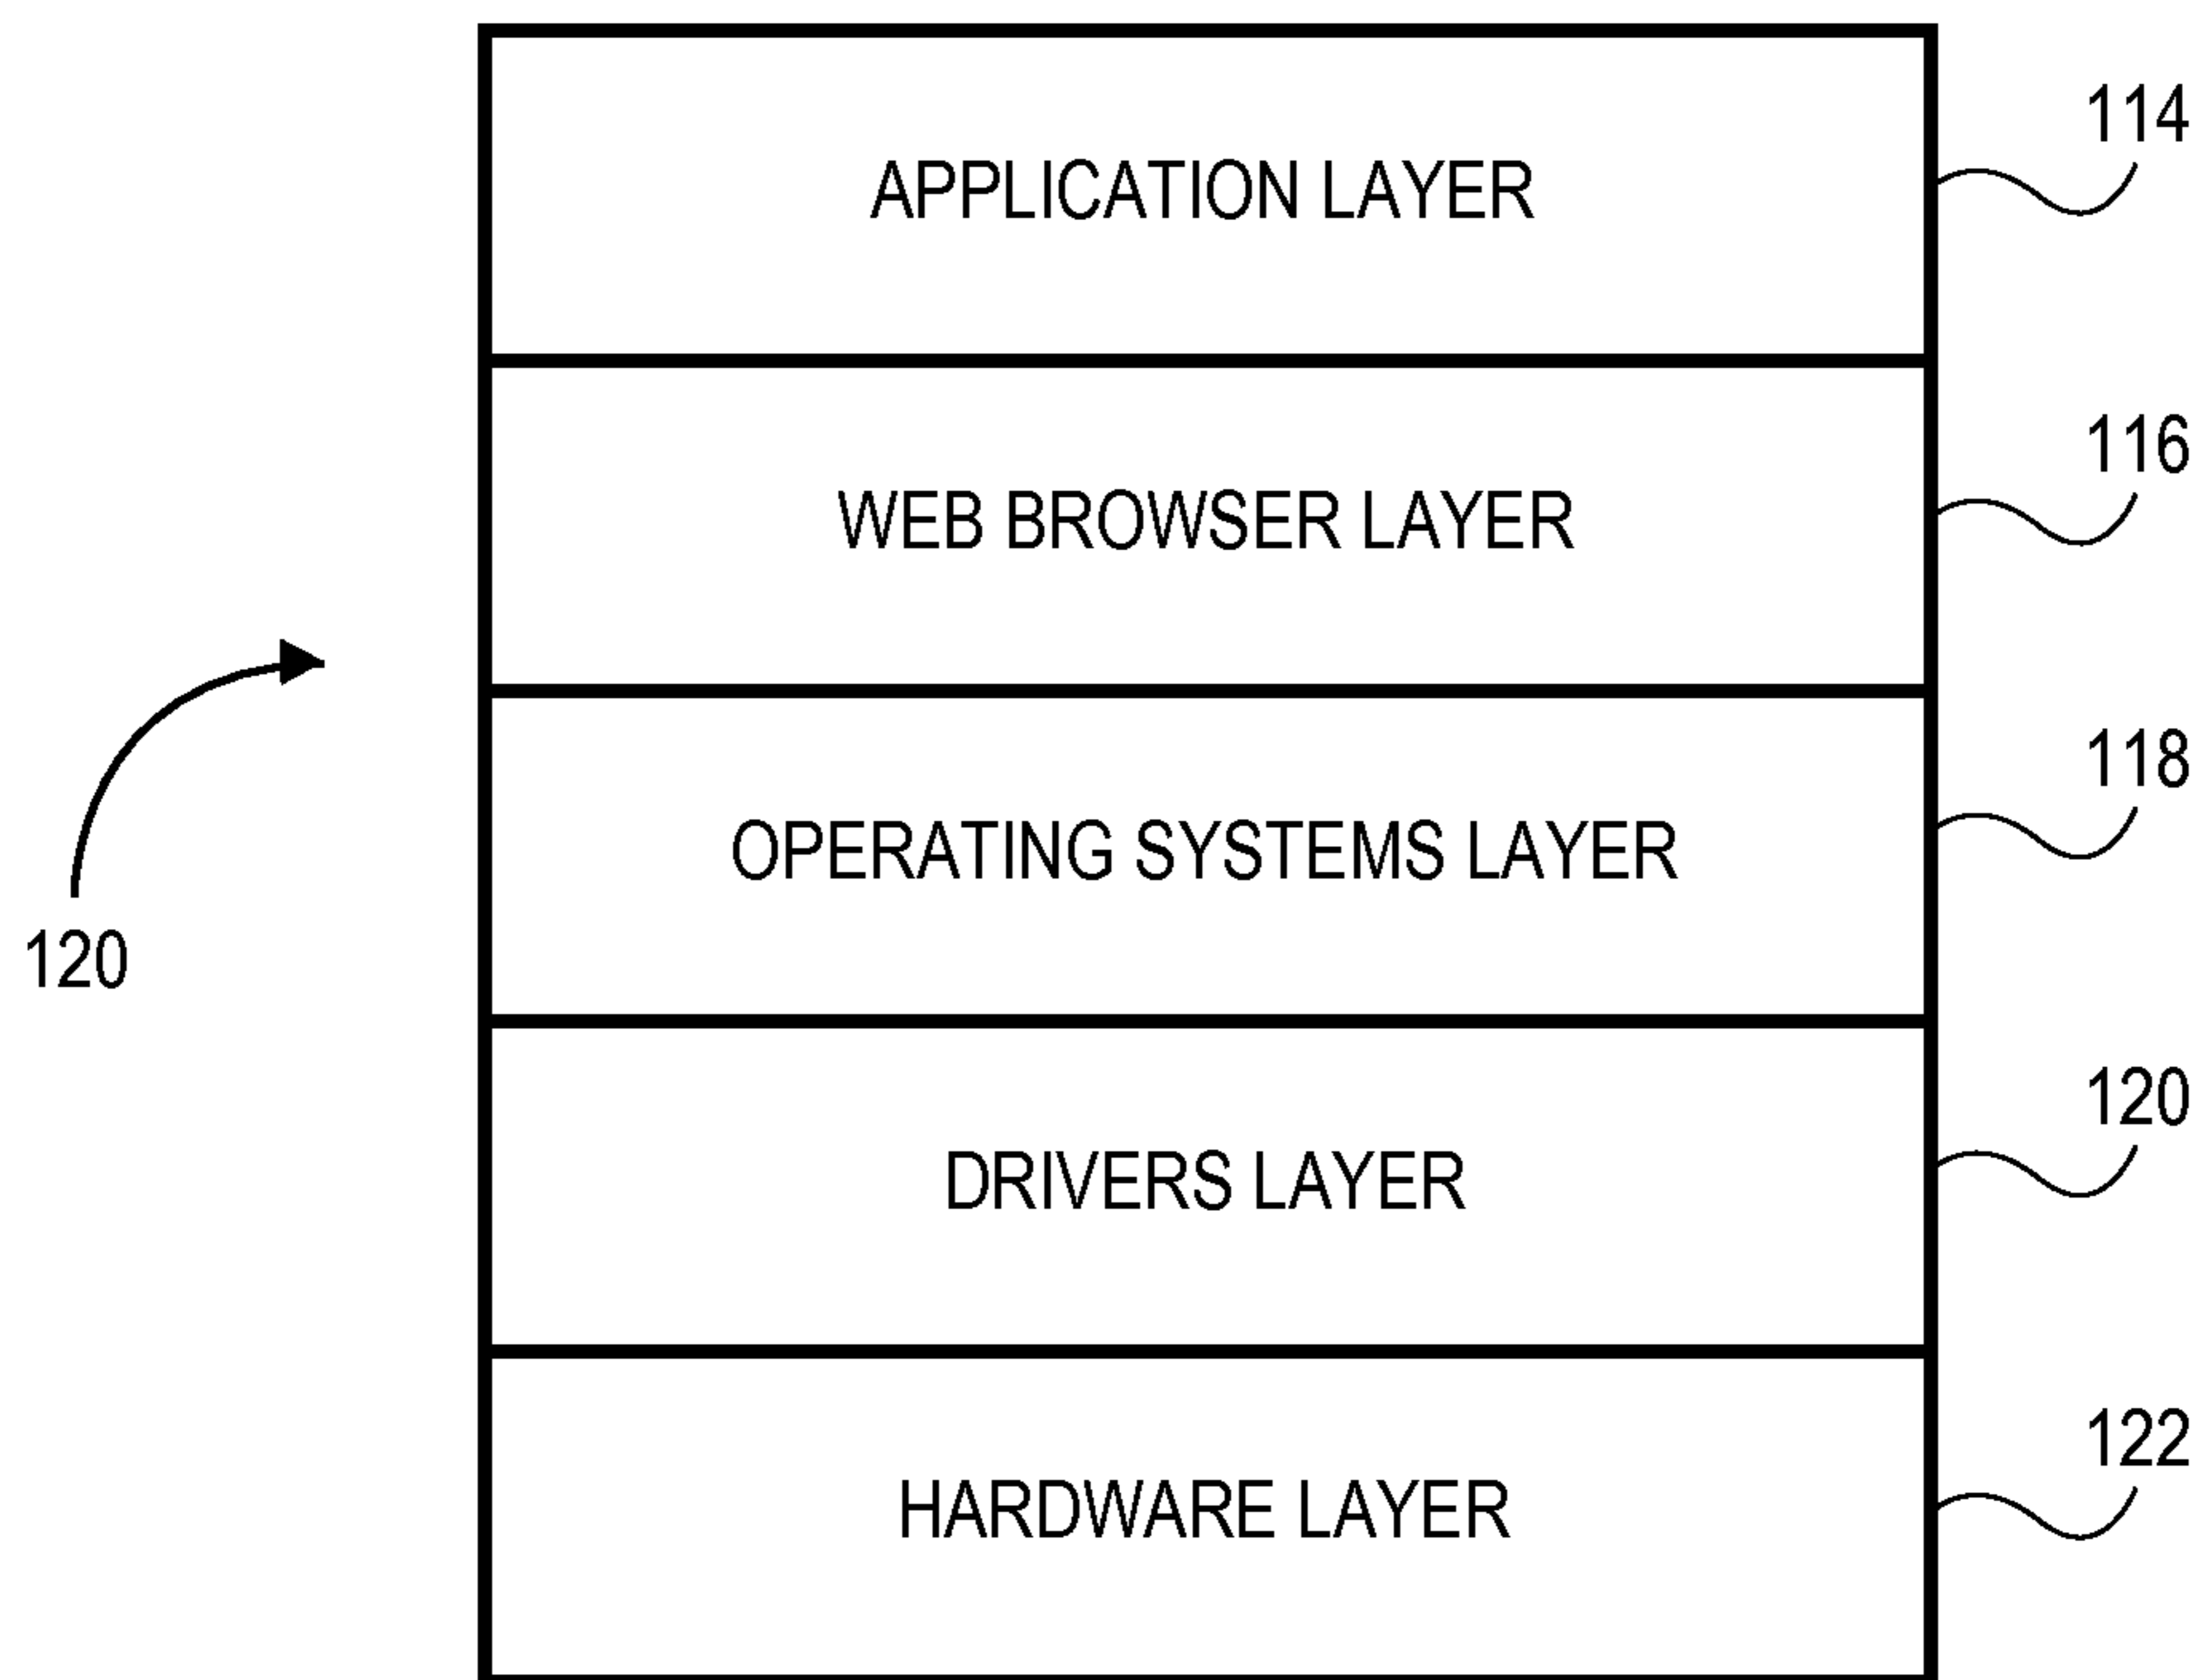 114
APPLICATION LAYER
116
WEB BROWSER LAYER
118
OPERATING SYSTEMS LAYER
120
120
DRIVERS LAYER
122
HARDWARE LAYER